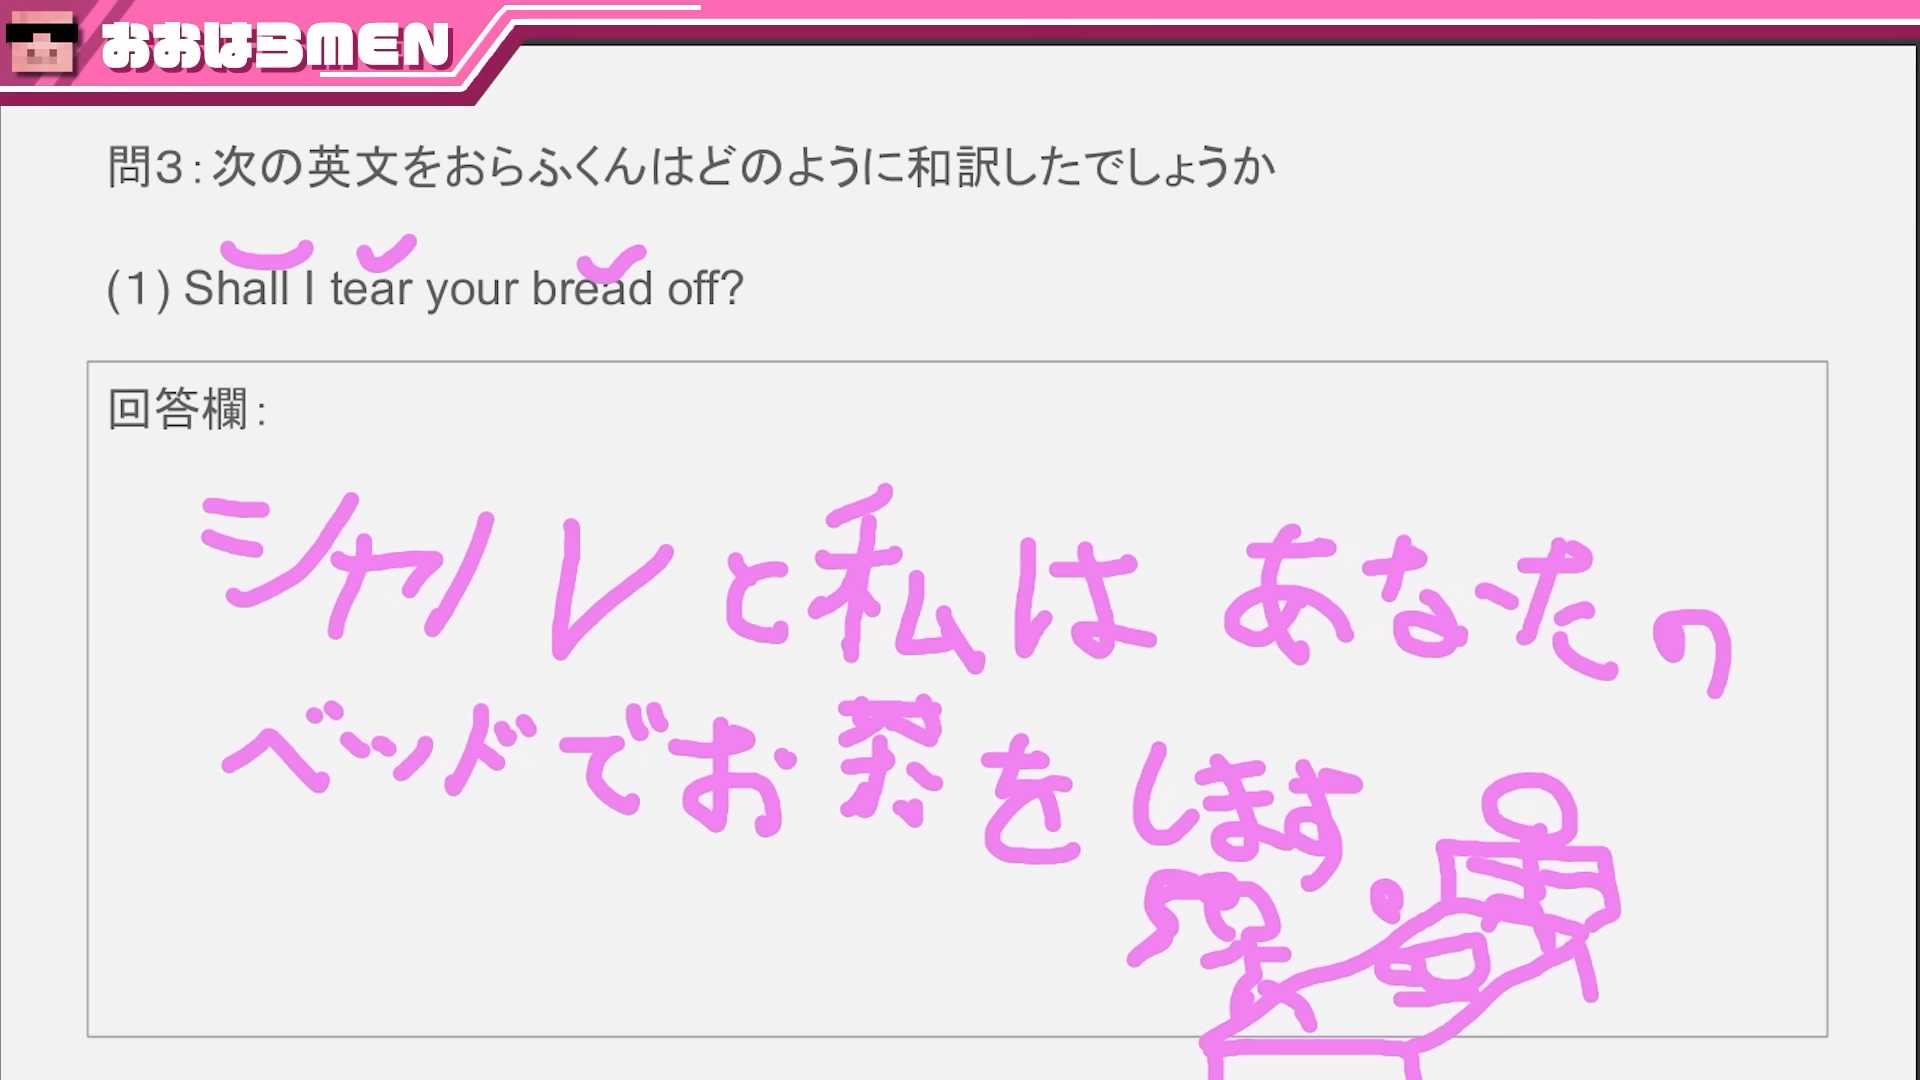 おおはらMEN
問３：次の英文をおらふくんはどのように和訳したでしょうか
(１) Shall I tear your bread off?
回答欄：
シャルと私は あなたの
ベッドでお茶をします